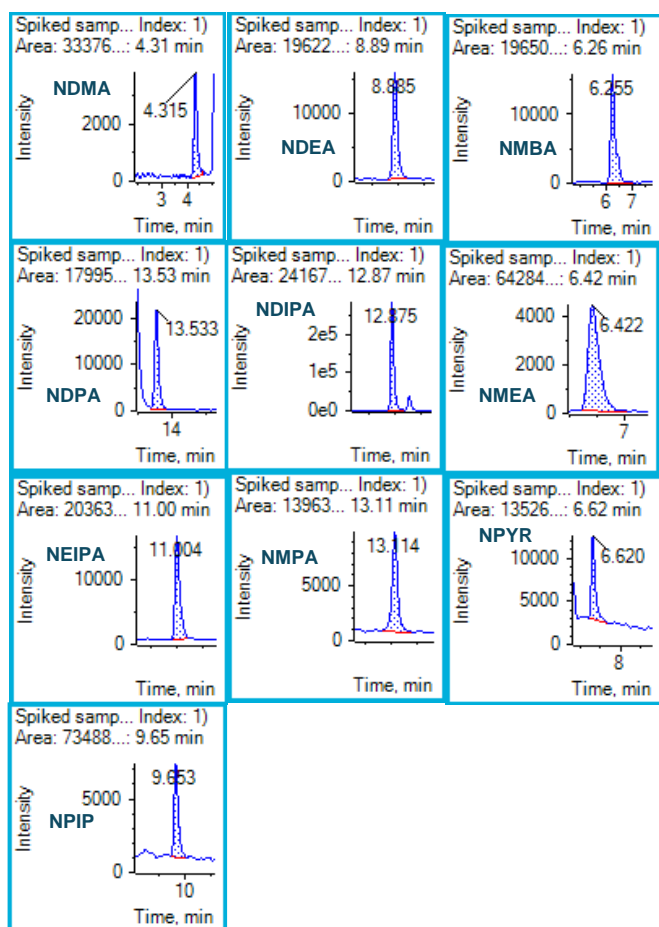 Spiked samp... Index: 1)
Area: 33376...: 4.31 min
NDMA
4.315
Intensity
2000
0
3 4
Time, min
Spiked samp... Index: 1)
Area: 19622...: 8.89 min
8.885
NDEA
Intensity
10000
0
Time, min
Spiked samp... Index: 1)
Area: 19650...: 6.26 min
6.255
NMBA
Intensity
10000
0
6 7
Time, min
Spiked samp... Index: 1)
Area: 17995... 13.53 min
20000
13.533
10000
NDPA
Intensity
0
14
Time, min
Spiked samp... Index: 1)
Area: 24167... 12.87 min
NDIPA
12.875
2e5
1e5
Intensity
0e0
Time, min
Spiked samp... Index: 1)
Area: 64284...: 6.42 min
4000
6.422
2000
NMEA
Intensity
0
7
Time, min
Spiked samp... Index: 1)
Area: 20363... 11.00 min
NEIPA
11.004
10000
Intensity
0
Time, min
Spiked samp... Index: 1)
Area: 13963... 13.11 min
NMPA
13.114
5000
Intensity
0
Time, min
Spiked samp... Index: 1)
Area: 13526...: 6.62 min
NPYR
10000
6.620
5000
Intensity
0
8
Time, min
Spiked samp... Index: 1)
Area: 73488...: 9.65 min
9.653
5000
NPIP
Intensity
0
10
Time, min